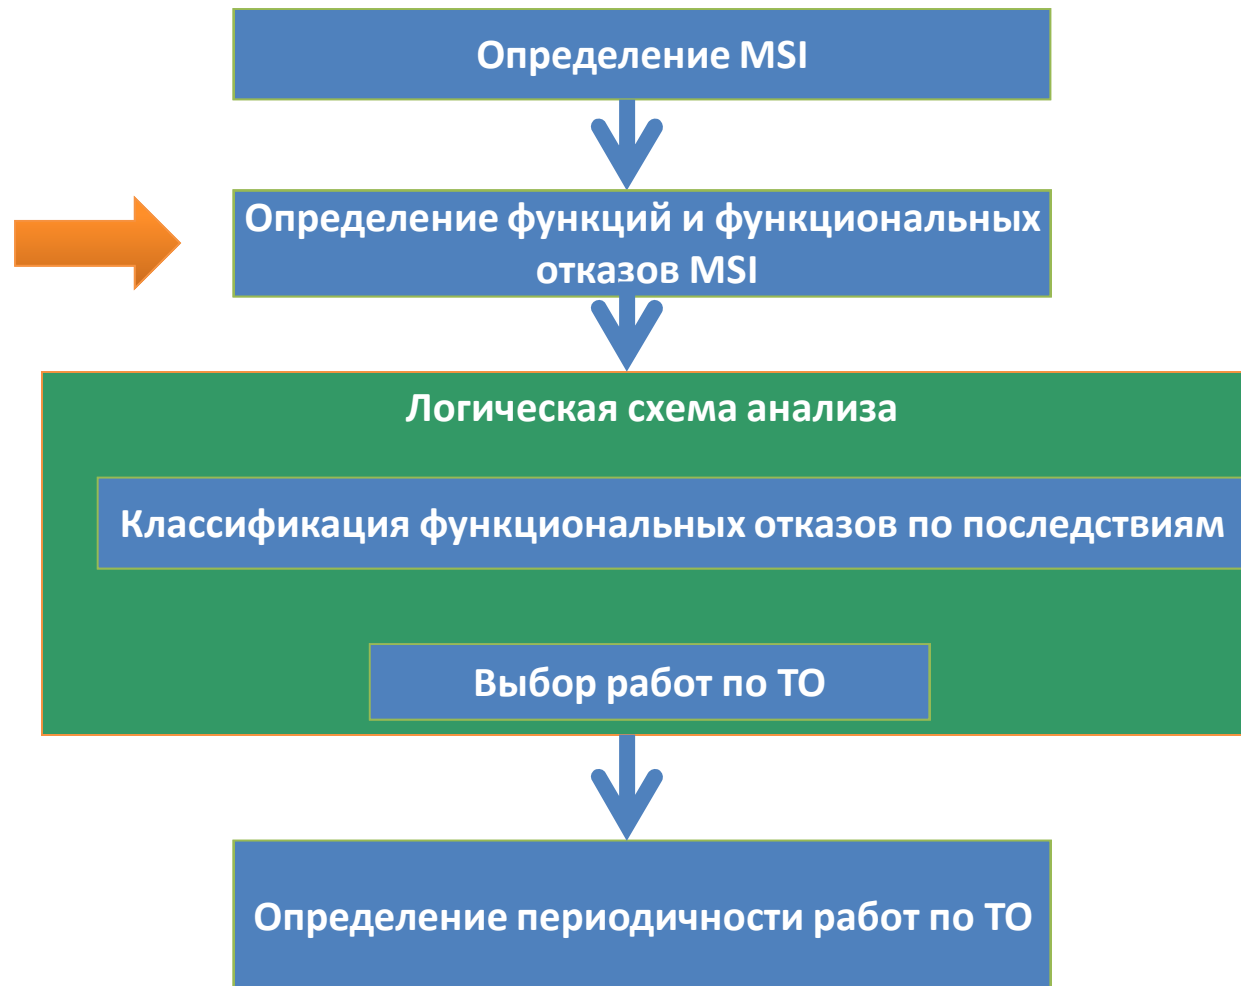 Определение MSI
Определение функций и функциональных
отказов MSI
Логическая схема анализа
Классификация функциональных отказов по последствиям
Выбор работ по ТО
Определение периодичности работ по ТО